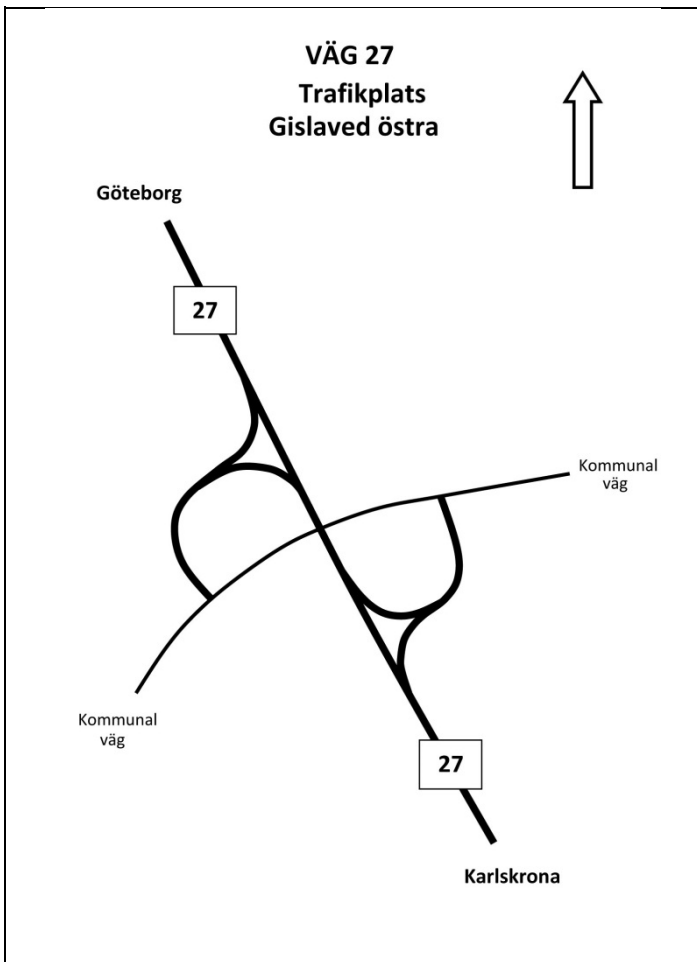 VÄG 27
Trafikplats
Gislaved östra
Göteborg
27
Kommunal
väg
Kommunal
väg
27
Karlskrona